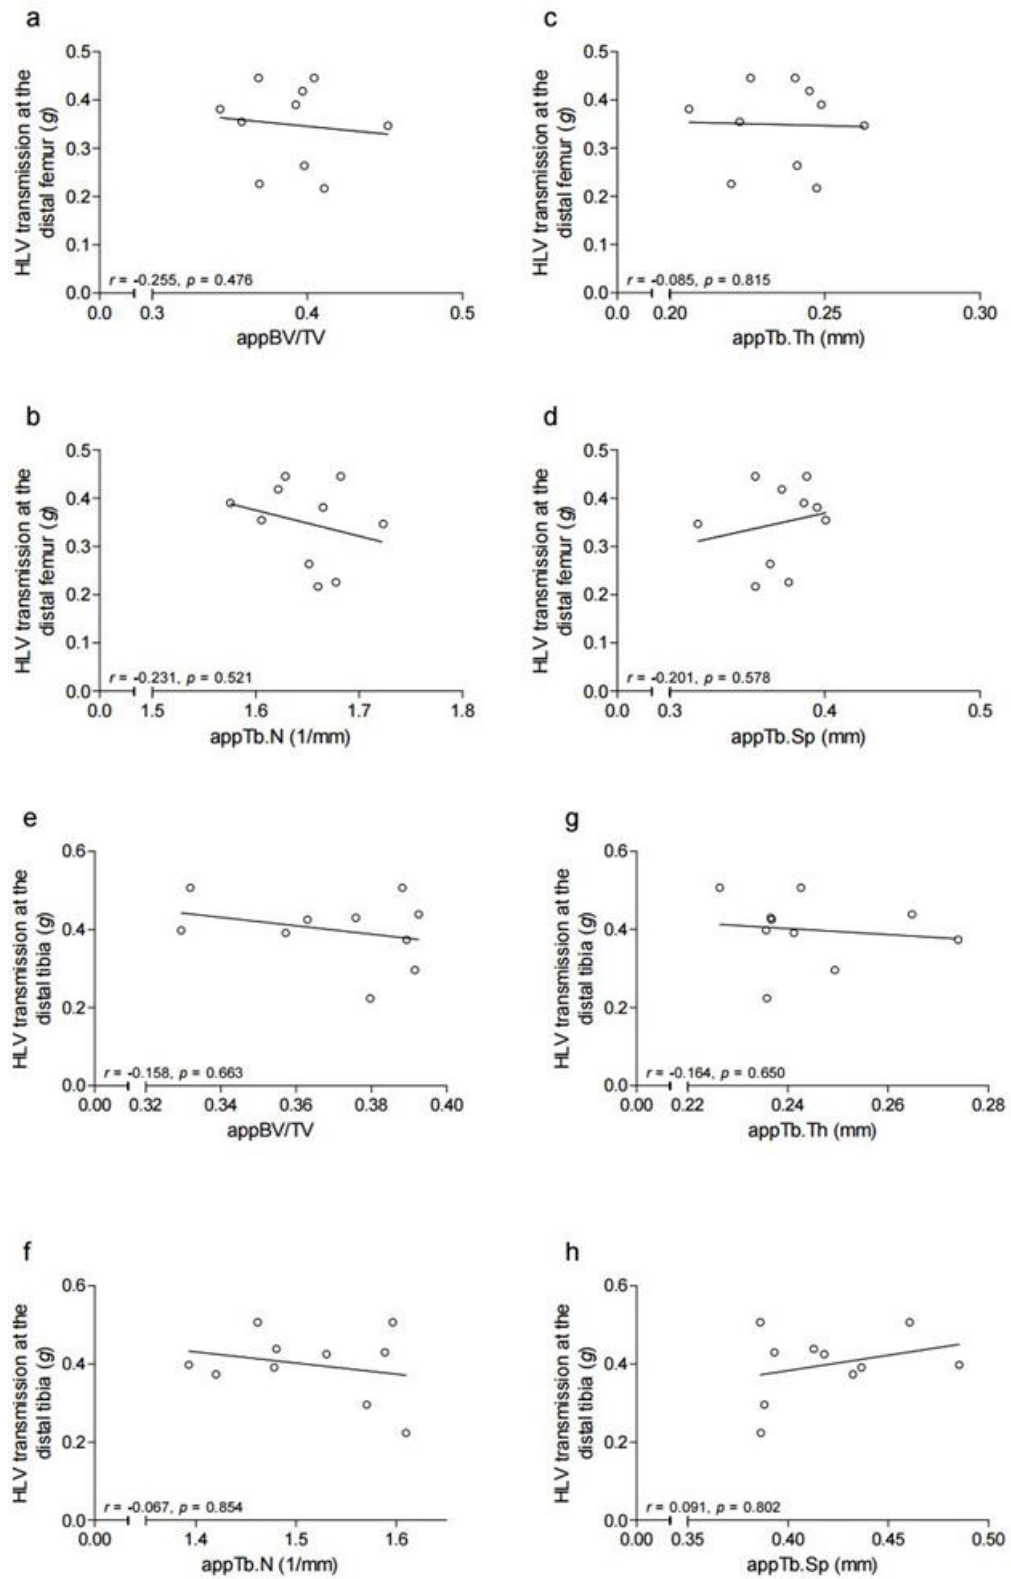 a
HLV transmission at the
distal femur (g)
0.5
0.4
0.3
0.2
0.1
0.0
r = -0.255, p = 0.476
0.0 0.3 0.4 0.5
appBV/TV
c
HLV transmission at the
distal femur (g)
0.5
0.4
0.3
0.2
0.1
0.0
r = -0.085, p = 0.815
0.0 0.20 0.25 0.30
appTb.Th (mm)
b
HLV transmission at the
distal femur (g)
0.5
0.4
0.3
0.2
0.1
0.0
r = -0.231, p = 0.521
0.0 1.5 1.6 1.7 1.8
appTb.N (1/mm)
d
HLV transmission at the
distal femur (g)
0.5
0.4
0.3
0.2
0.1
0.0
r = -0.201, p = 0.578
0.0 0.3 0.4 0.5
appTb.Sp (mm)
e
HLV transmission at the
distal tibia (g)
0.6
0.4
0.2
0.0
r = -0.158, p = 0.663
0.00 0.32 0.34 0.36 0.38 0.40
appBV/TV
g
HLV transmission at the
distal tibia (g)
0.6
0.4
0.2
0.0
r = -0.164, p = 0.650
0.00 0.22 0.24 0.26 0.28
appTb.Th (mm)
f
HLV transmission at the
distal tibia (g)
0.6
0.4
0.2
0.0
r = -0.067, p = 0.854
0.00 1.4 1.5 1.6
appTb.N (1/mm)
h
HLV transmission at the
distal tibia (g)
0.6
0.4
0.2
0.0
r = 0.091, p = 0.802
0.00 0.35 0.40 0.45 0.50
appTb.Sp (mm)